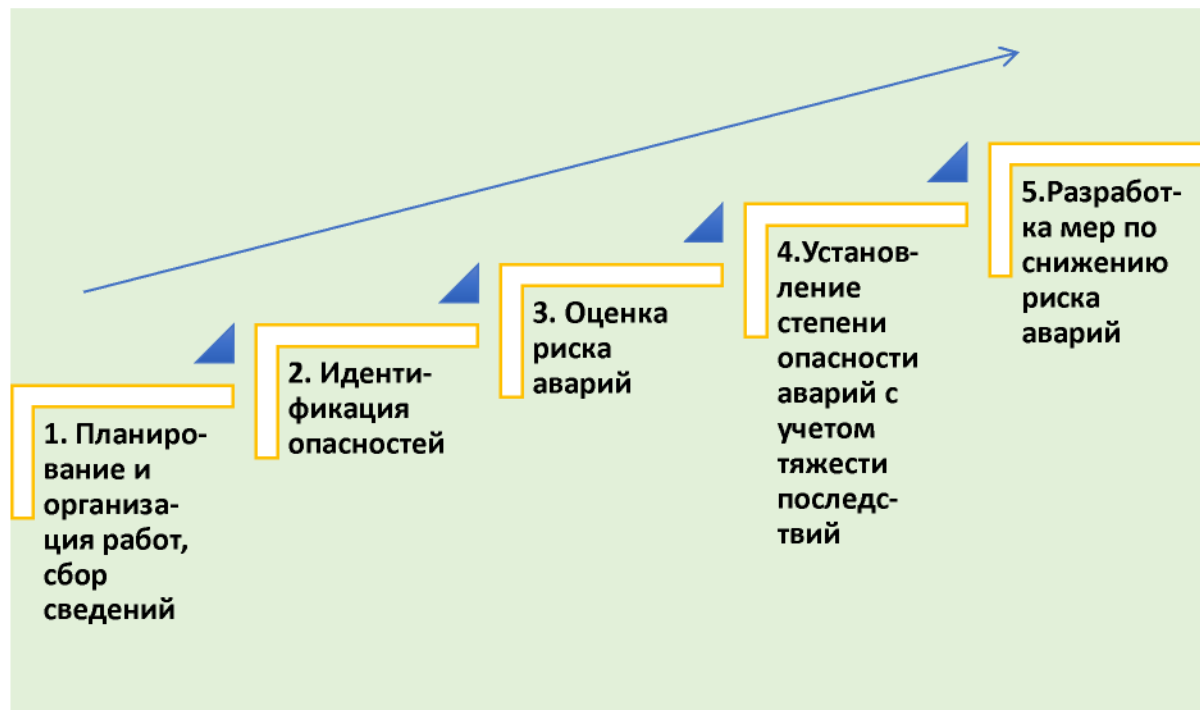 1. Планиро-
вание и
организа-
ция работ,
сбор
сведений
2. Иденти-
фикация
опасностей
3. Оценка
риска
аварий
4.Установ-
ление
степени
опасности
аварий с
учетом
тяжести
последс-
твий
5.Разработ-
ка мер по
снижению
риска
аварий